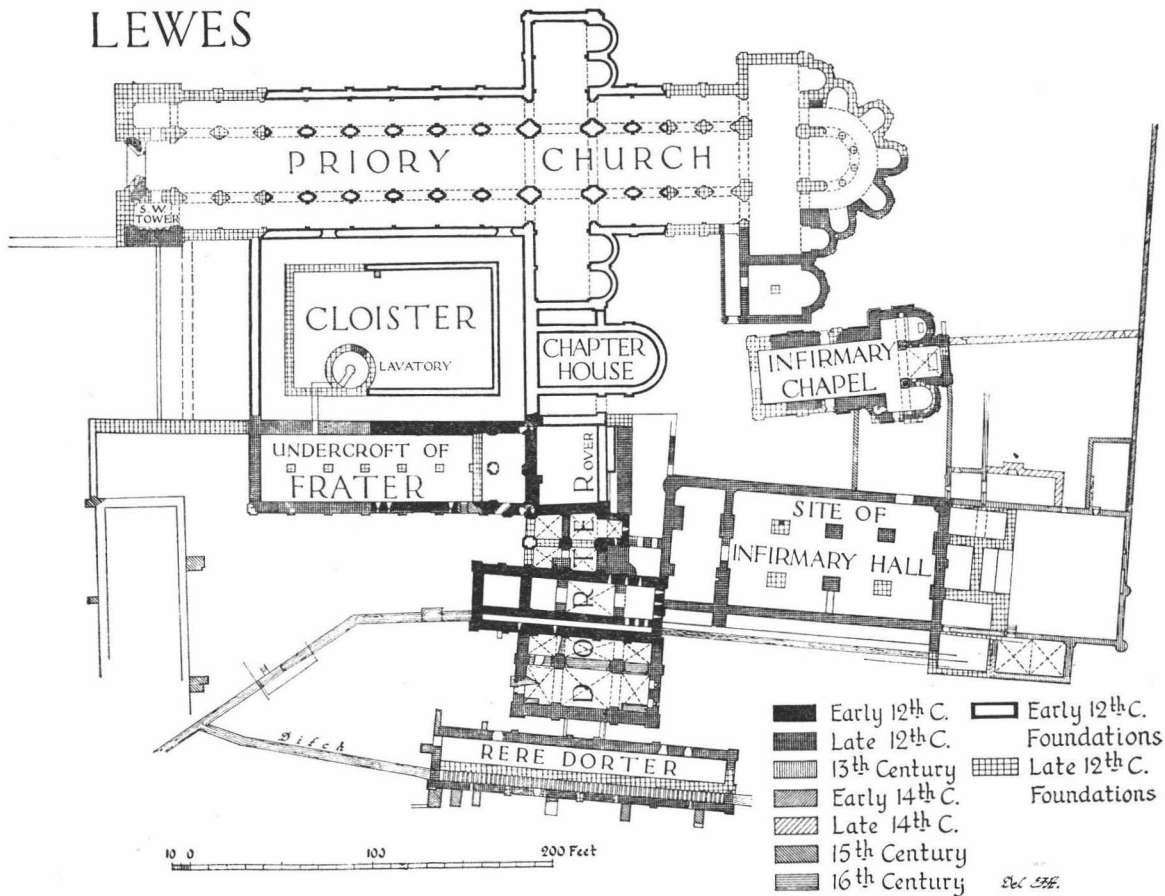 LEWES
PRIORY CHURCH
S.W.
TOWER
CLOISTER
LAVATORY
CHAPTER
HOUSE
INFIRMARY
CHAPEL
UNDERCROFT OF
FRATER
DORTER OVER
SITE OF
INFIRMARY HALL
Ditch
RERE DORTER
Early 12th C.
Late 12th C.
13th Century
Early 14th C.
Late 14th C.
15th Century
16th Century
Early 12th C.
Foundations
Late 12th C.
Foundations
10 0 100 200 Feet